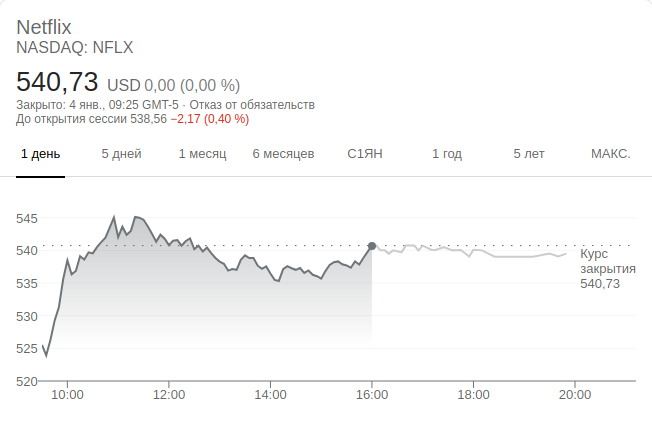 Netflix
NASDAQ: NFLX
540,73 USD 0,00 (0,00 %)
Закрыто: 4 янв., 09:25 GMT-5 · Отказ от обязательств
До открытия сессии 538,56 −2,17 (0,40 %)
1 день 5 дней 1 месяц 6 месяцев С1ЯН 1 год 5 лет МАКС.
545
540
535
530
525
520
Курс
закрытия
540,73
10:00 12:00 14:00 16:00 18:00 20:00